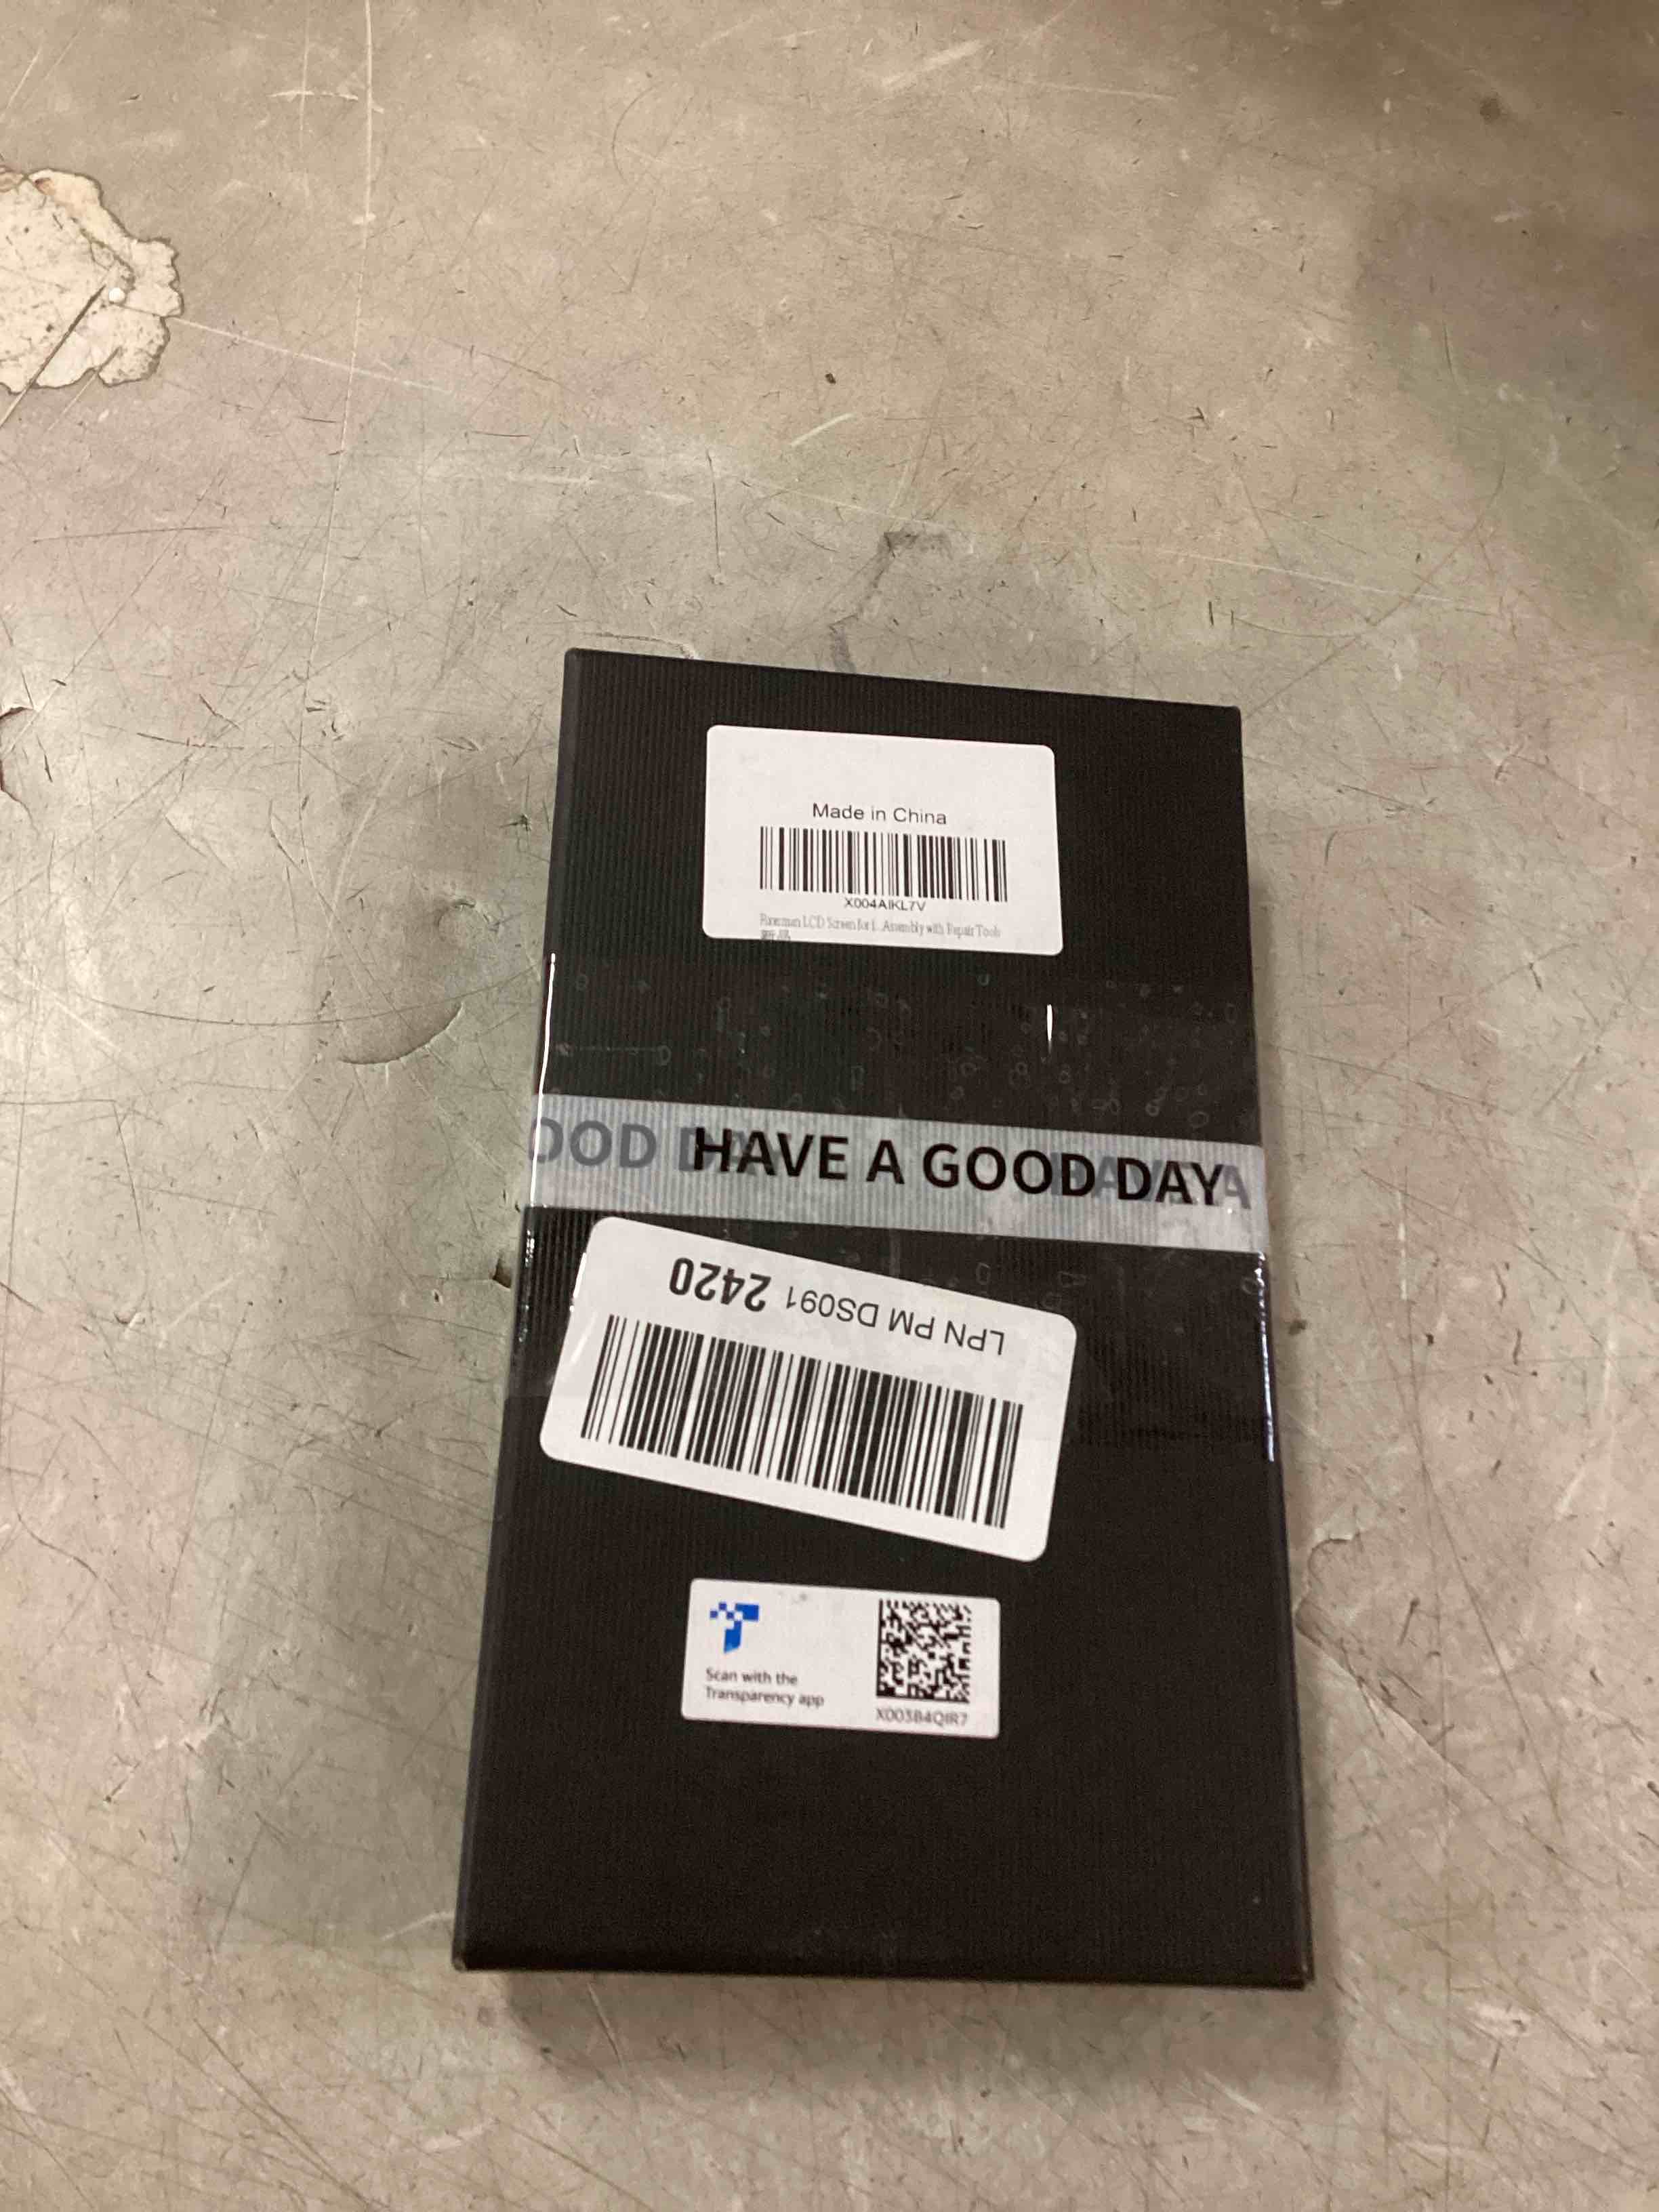 Made in China
X004AIKL7V
LCD Screen for i...Assembly with Repair Tools
OOD DA HAVE A GOOD DAY
LPN PM DS091 2420
Scan with the
Transparency app
X003B4QIR7